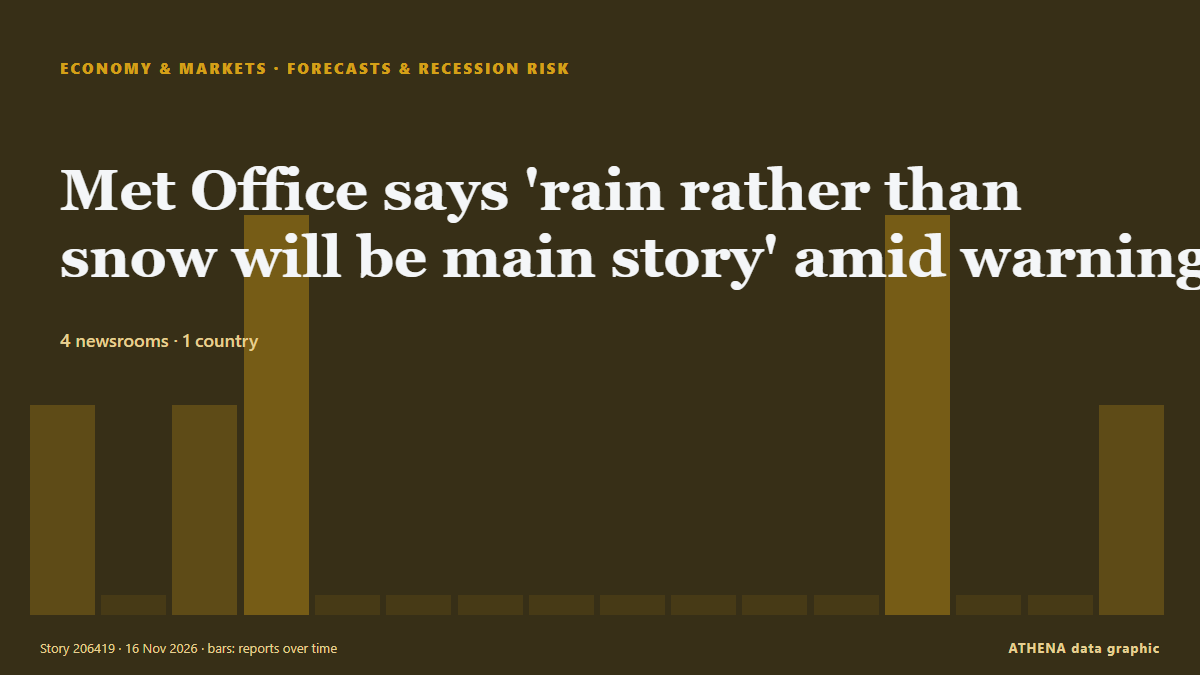 ECONOMY & MARKETS · FORECASTS & RECESSION RISK
Met Office says 'rain rather than
snow will be main story' amid warning
4 newsrooms · 1 country
Story 206419 · 16 Nov 2026 · bars: reports over time
ATHENA data graphic